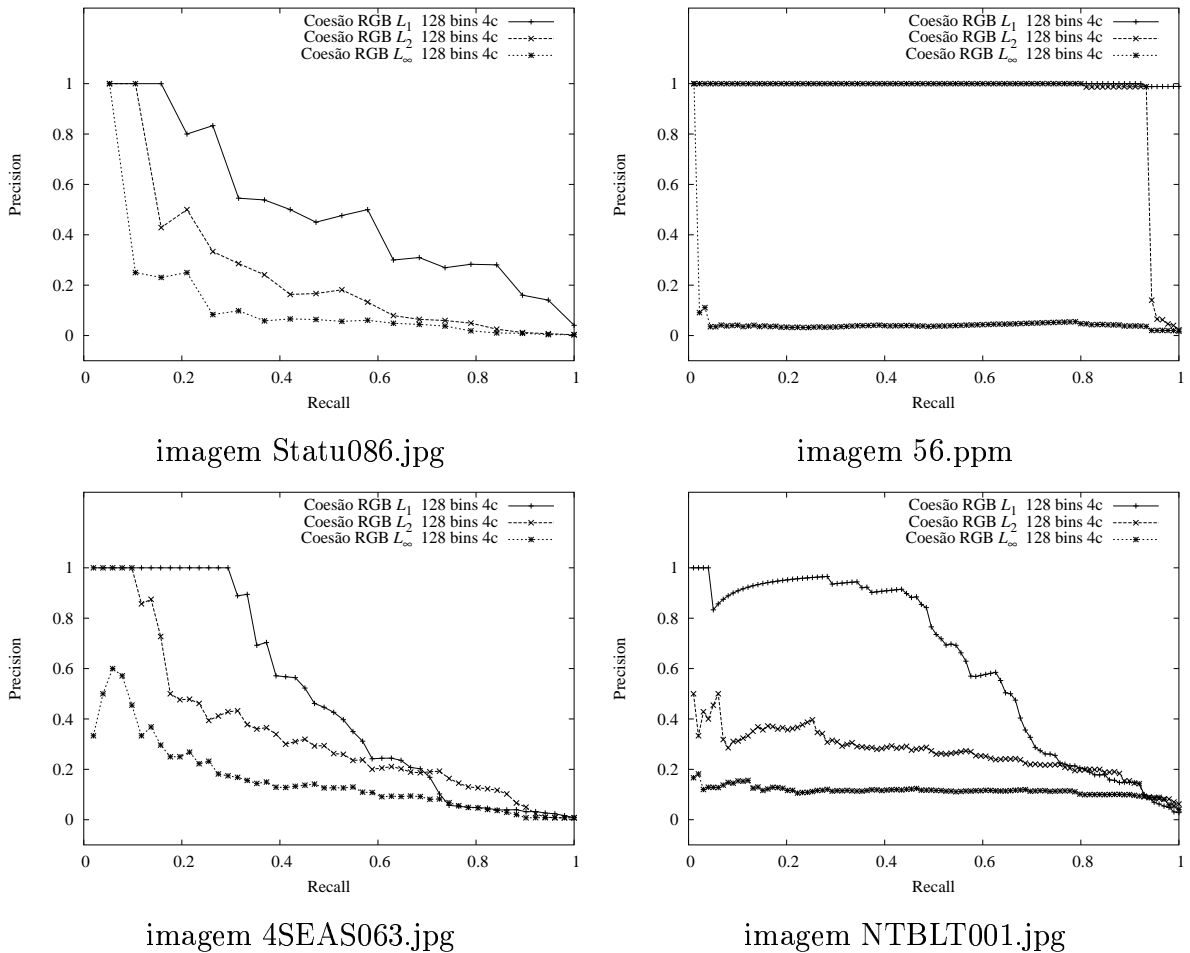 Coesão RGB L1 128 bins 4c
Coesão RGB L2 128 bins 4c
Coesão RGB L∞ 128 bins 4c
1
0.8
0.6
0.4
0.2
0
Precision
0 0.2 0.4 0.6 0.8 1
Recall
imagem Statu086.jpg
Coesão RGB L1 128 bins 4c
Coesão RGB L2 128 bins 4c
Coesão RGB L∞ 128 bins 4c
1
0.8
0.6
0.4
0.2
0
Precision
0 0.2 0.4 0.6 0.8 1
Recall
imagem 56.ppm
Coesão RGB L1 128 bins 4c
Coesão RGB L2 128 bins 4c
Coesão RGB L∞ 128 bins 4c
1
0.8
0.6
0.4
0.2
0
Precision
0 0.2 0.4 0.6 0.8 1
Recall
imagem 4SEAS063.jpg
Coesão RGB L1 128 bins 4c
Coesão RGB L2 128 bins 4c
Coesão RGB L∞ 128 bins 4c
1
0.8
0.6
0.4
0.2
0
Precision
0 0.2 0.4 0.6 0.8 1
Recall
imagem NTBLT001.jpg